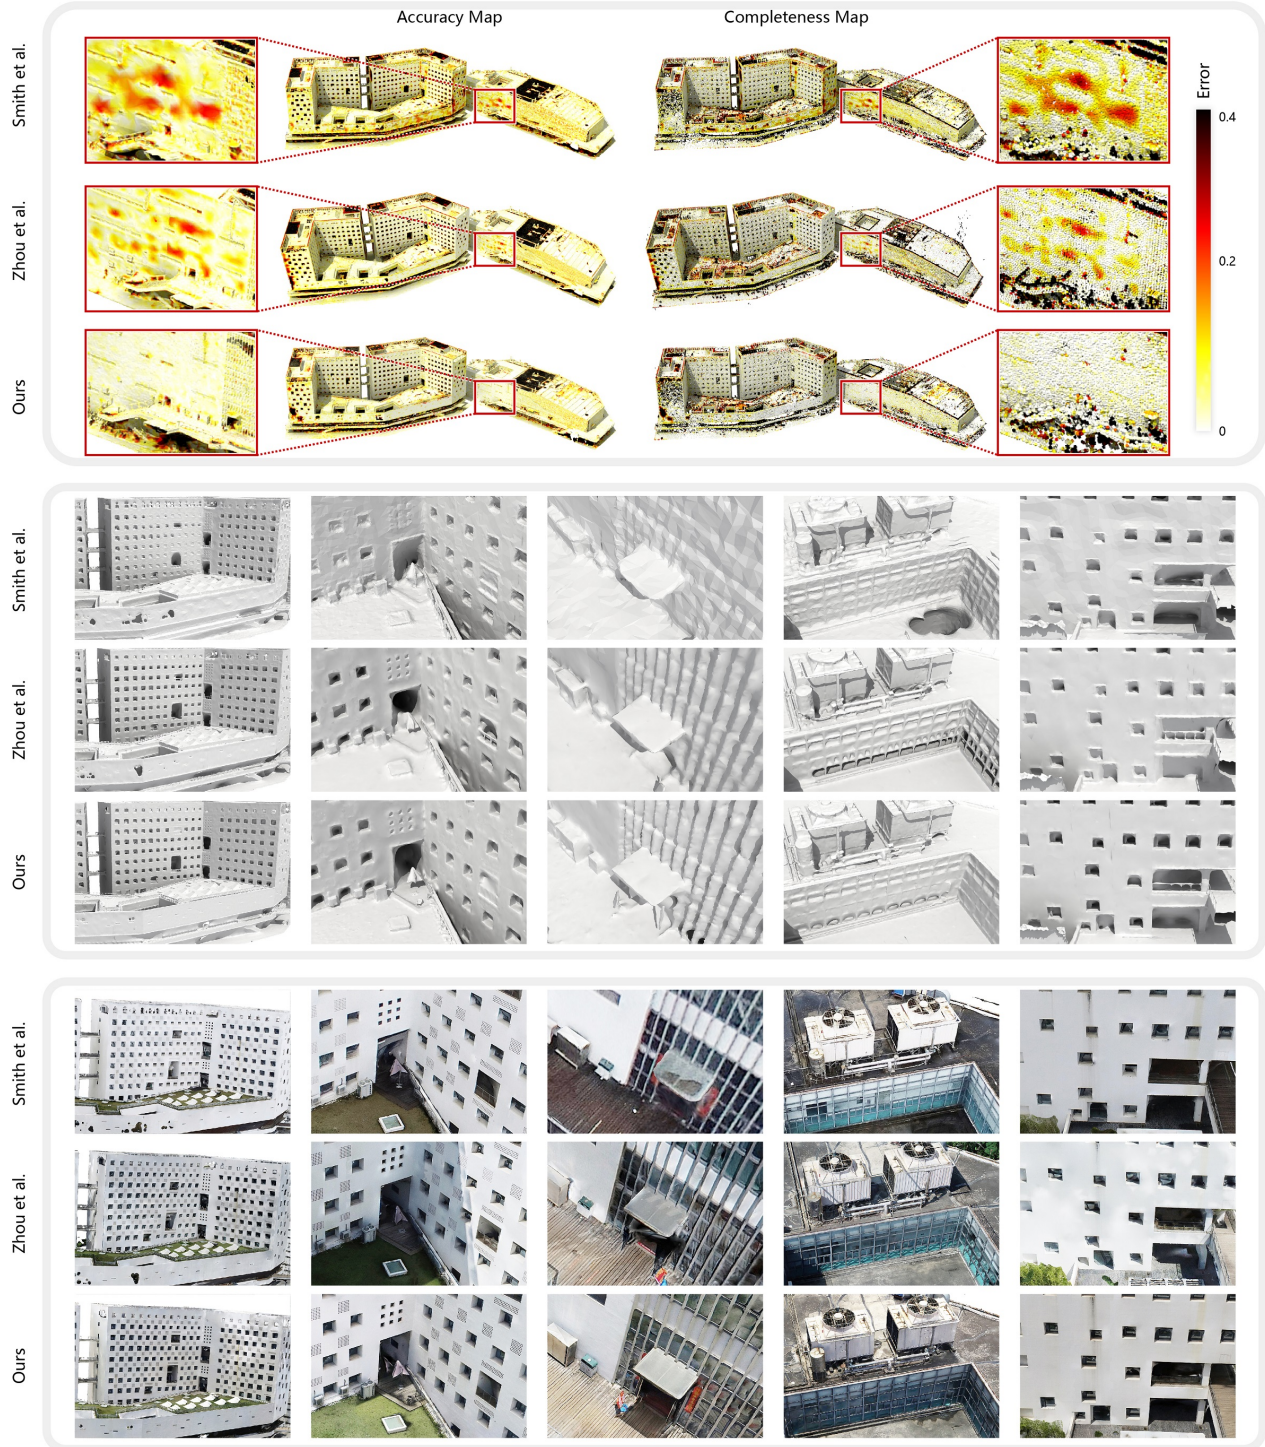 Accuracy Map
Completeness Map
Smith et al.
Zhou et al.
Ours
Error
0.4
0.2
0
Smith et al.
Zhou et al.
Ours
Smith et al.
Zhou et al.
Ours